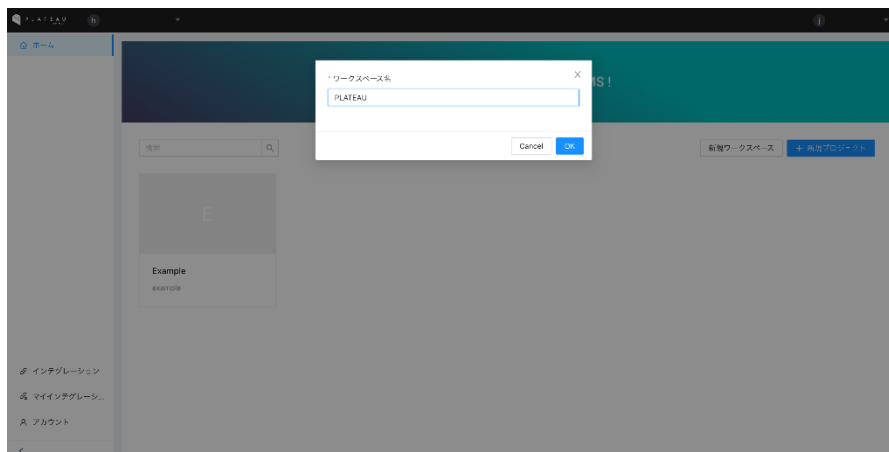 PLATEAU
h
j
ホーム
* ワークスペース名
PLATEAU
MS !
Cancel
OK
検索
新規ワークスペース
+ 新規プロジェクト
E
Example
example
インテグレーション
マイインテグレーシ...
アカウント